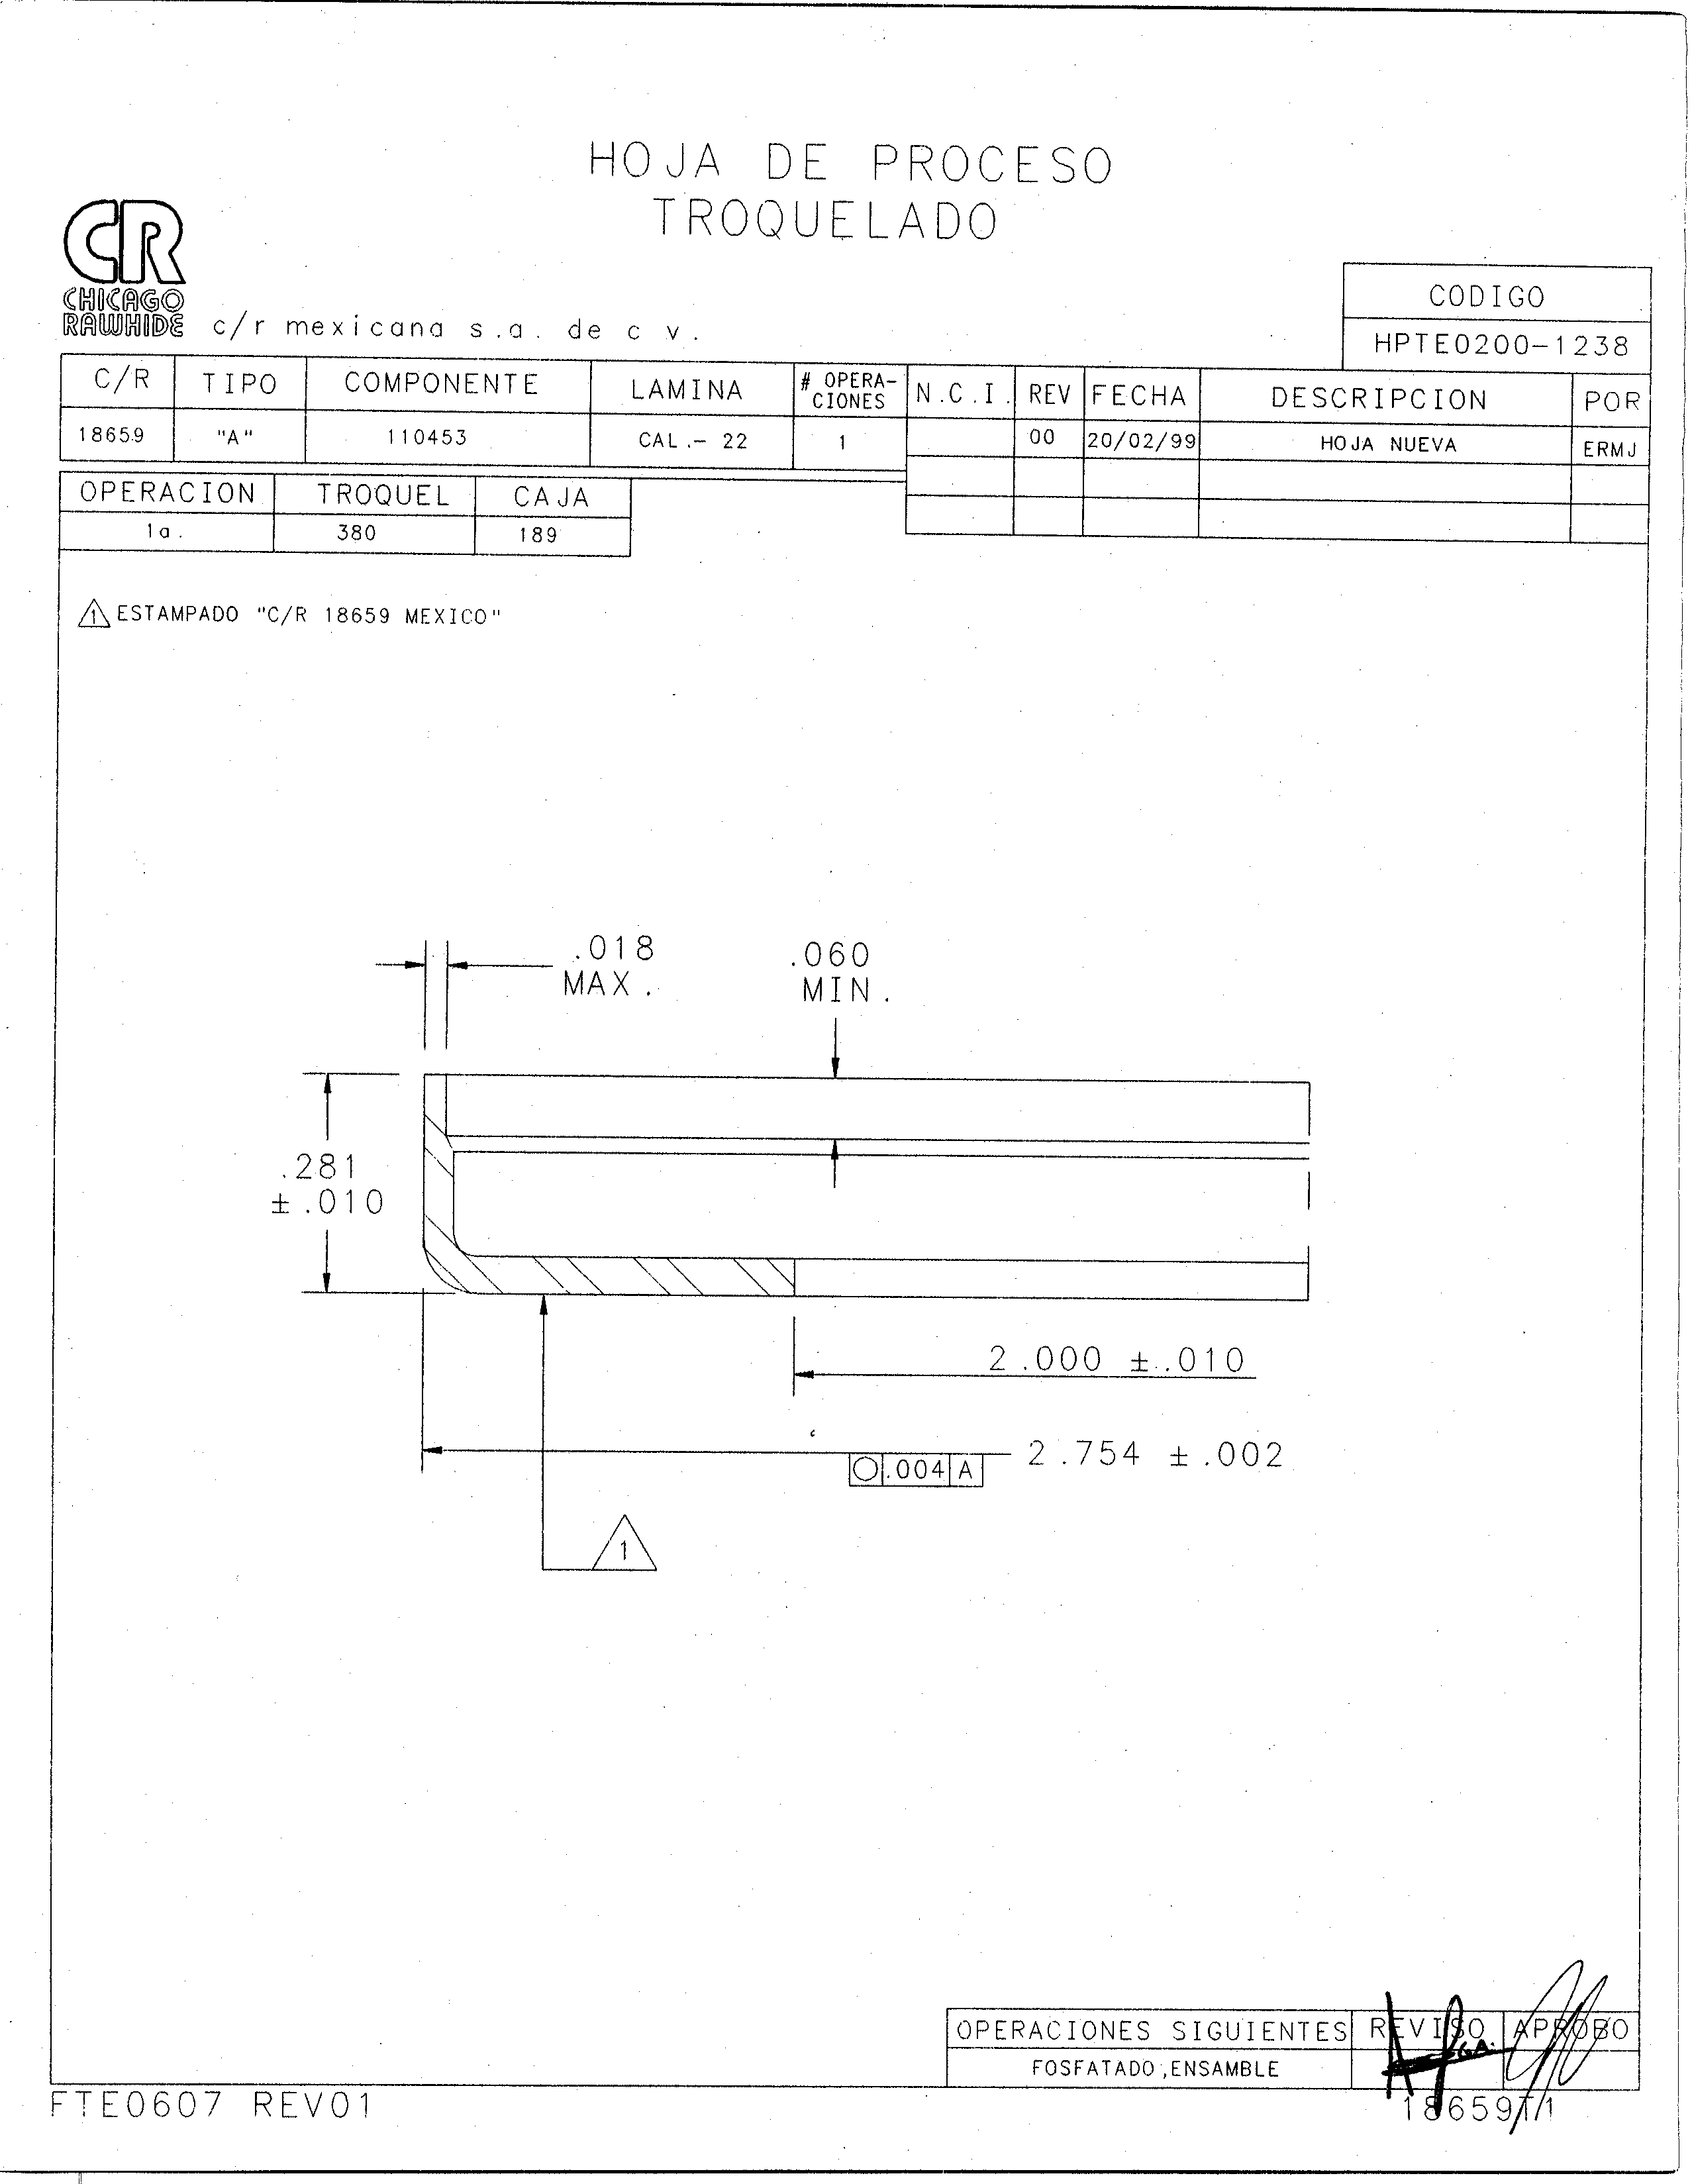 HOJA DE PROCESO
TROQUELADO
CR
CHICAGO
RAWHIDE
c/r mexicana s.a. de c v.
CODIGO
HPTE0200-1238
C/R TIPO COMPONENTE LAMINA # OPERA-CIONES N.C.I. REV FECHA DESCRIPCION POR
18659 "A" 110453 CAL.- 22 1 00 20/02/99 HOJA NUEVA ERMJ
OPERACION TROQUEL CAJA
1a. 380 189
1 ESTAMPADO "C/R 18659 MEXICO"
.018
MAX.
.060
MIN.
.281
±.010
2.000 ±.010
2.754 ±.002
○ .004 A
1
OPERACIONES SIGUIENTES REVISO APROBO
FOSFATADO,ENSAMBLE
FTE0607 REV01
18659T1